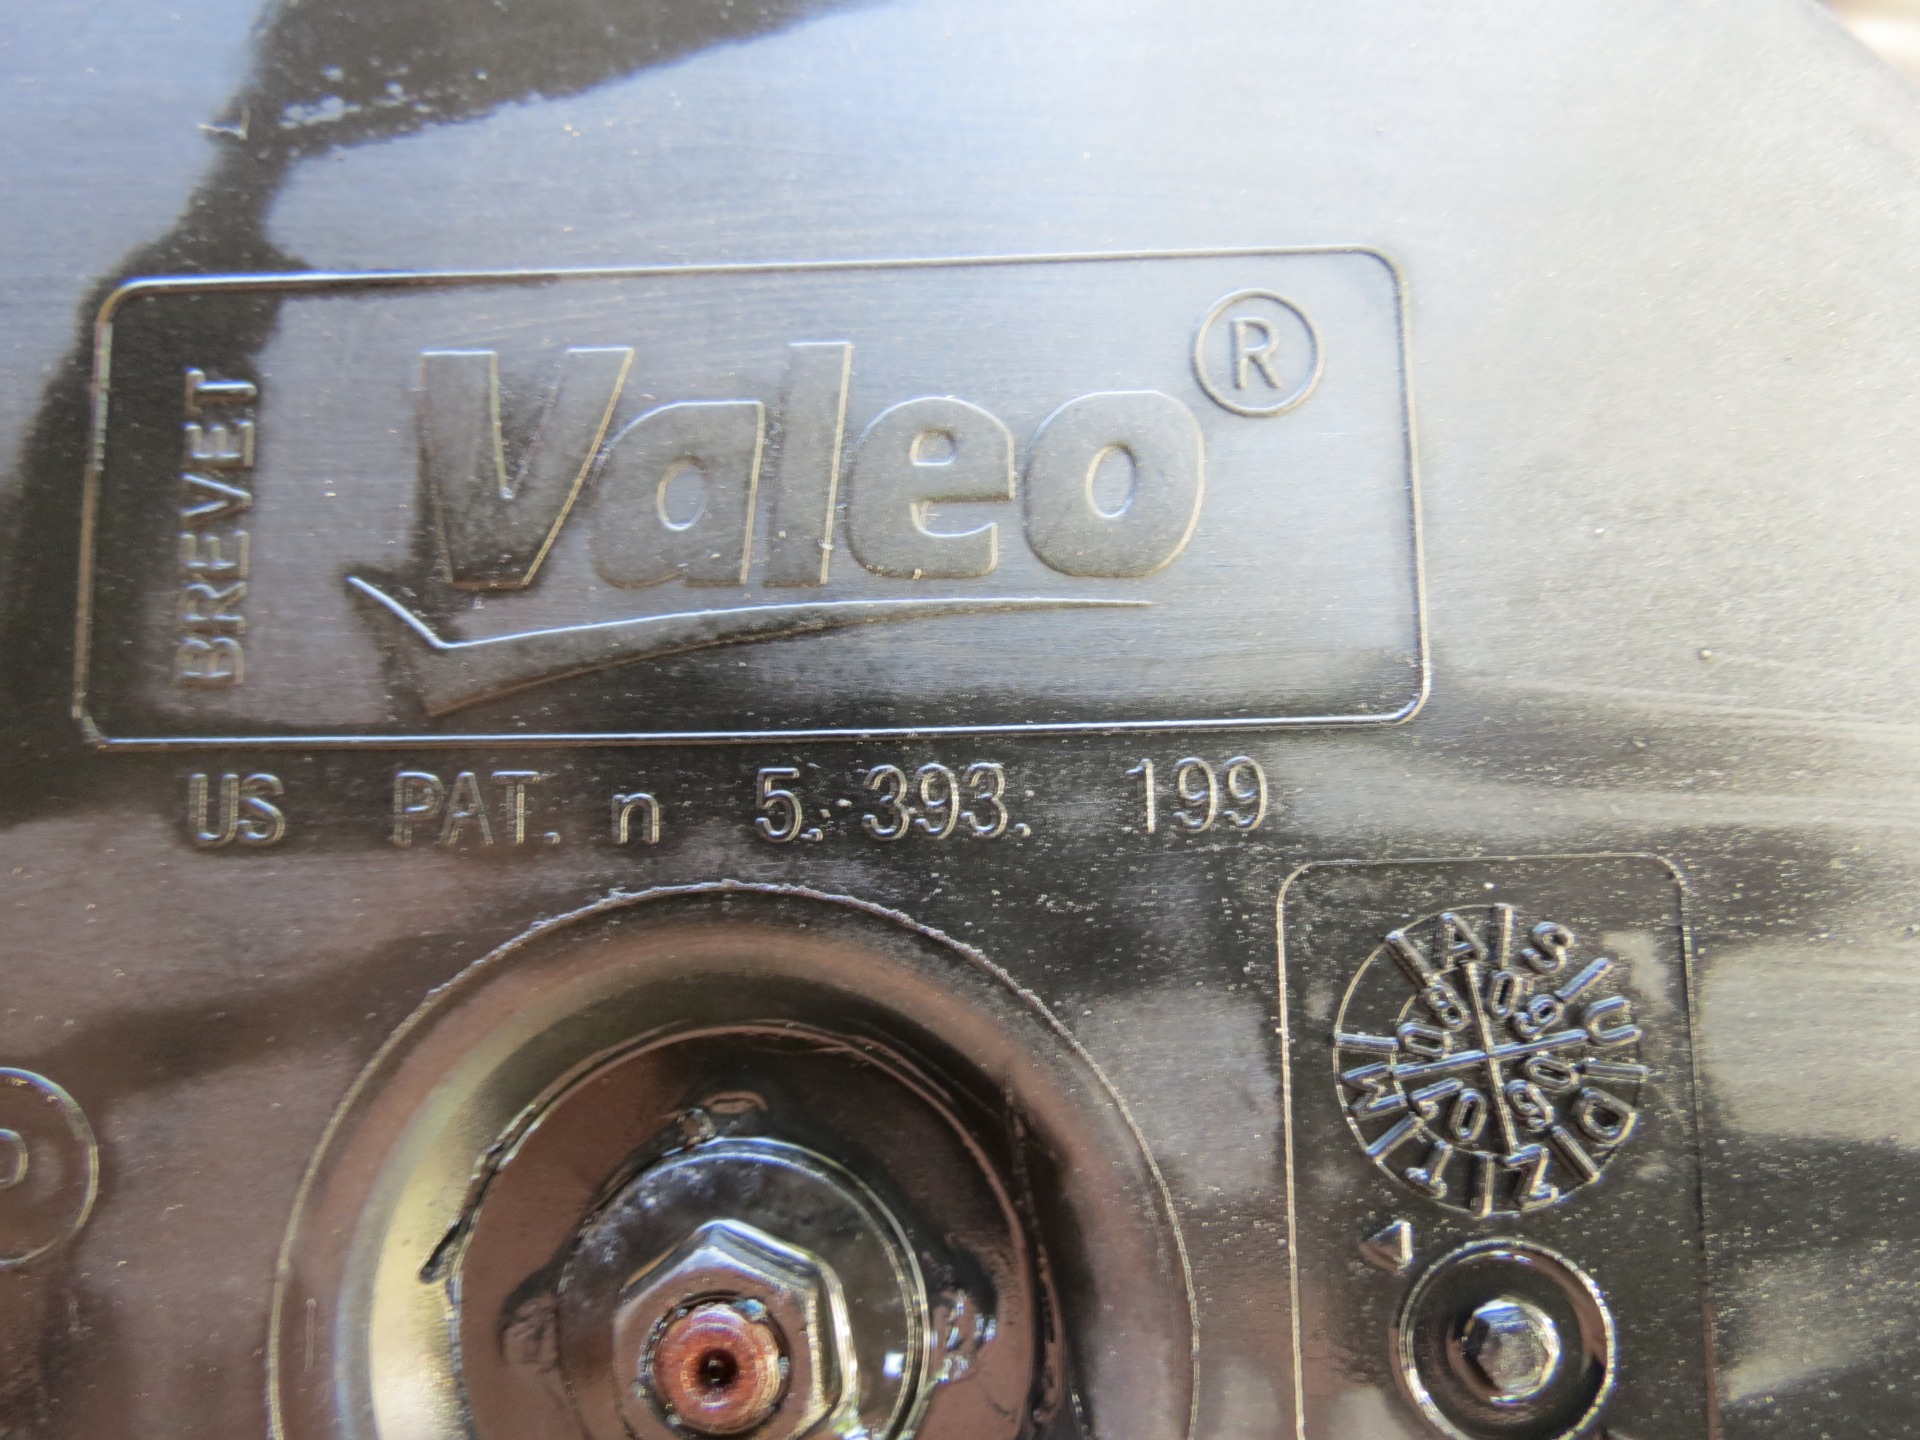 BREVET
Valeo®
US PAT. n 5. 393. 199